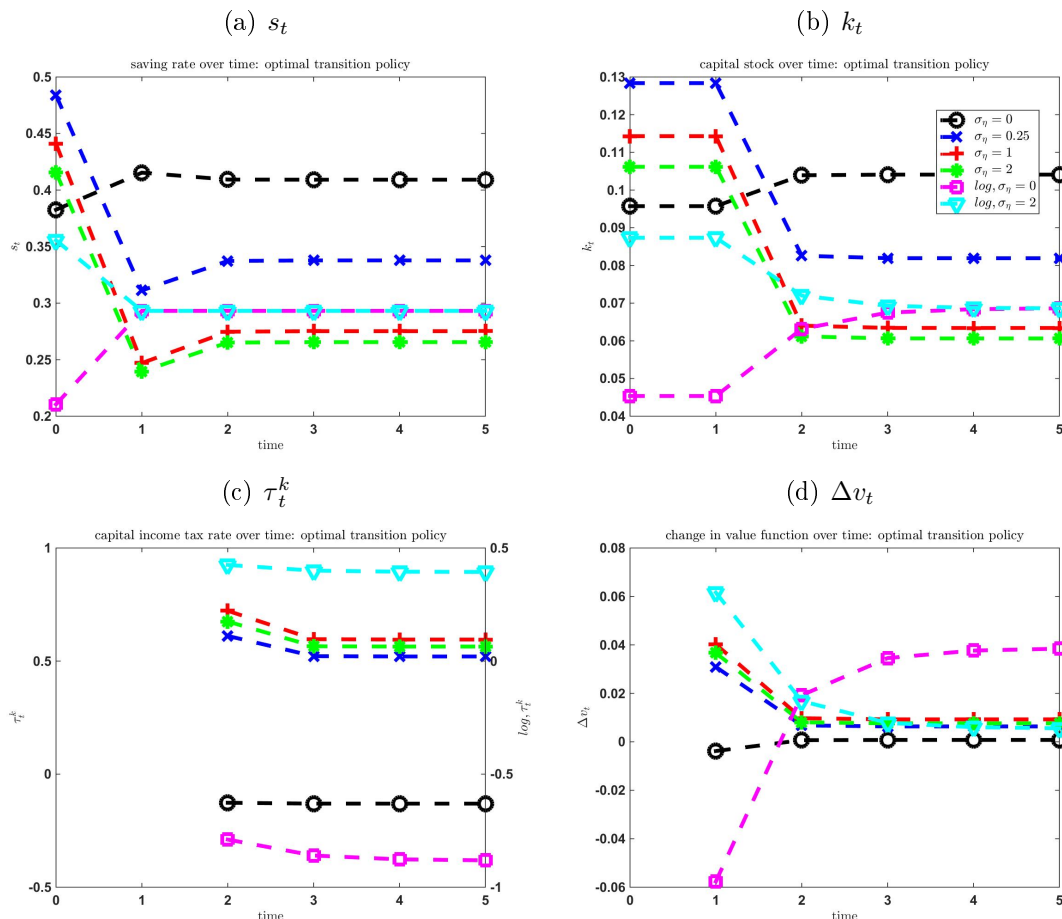 (a) s_t
(b) k_t
saving rate over time: optimal transition policy
capital stock over time: optimal transition policy
0.5
0.45
0.4
0.35
0.3
0.25
0.2
s_t
0 1 2 3 4 5
time
0.13
0.12
0.11
0.1
0.09
0.08
0.07
0.06
0.05
0.04
k_t
σ_η = 0
σ_η = 0.25
σ_η = 1
σ_η = 2
log, σ_η = 0
log, σ_η = 2
0 1 2 3 4 5
time
(c) τ_t^k
(d) Δv_t
capital income tax rate over time: optimal transition policy
change in value function over time: optimal transition policy
1
0.5
0
-0.5
τ_t^k
0.5
0
-0.5
-1
log, τ_t^k
0 1 2 3 4 5
time
0.08
0.06
0.04
0.02
0
-0.02
-0.04
-0.06
Δv_t
0 1 2 3 4 5
time